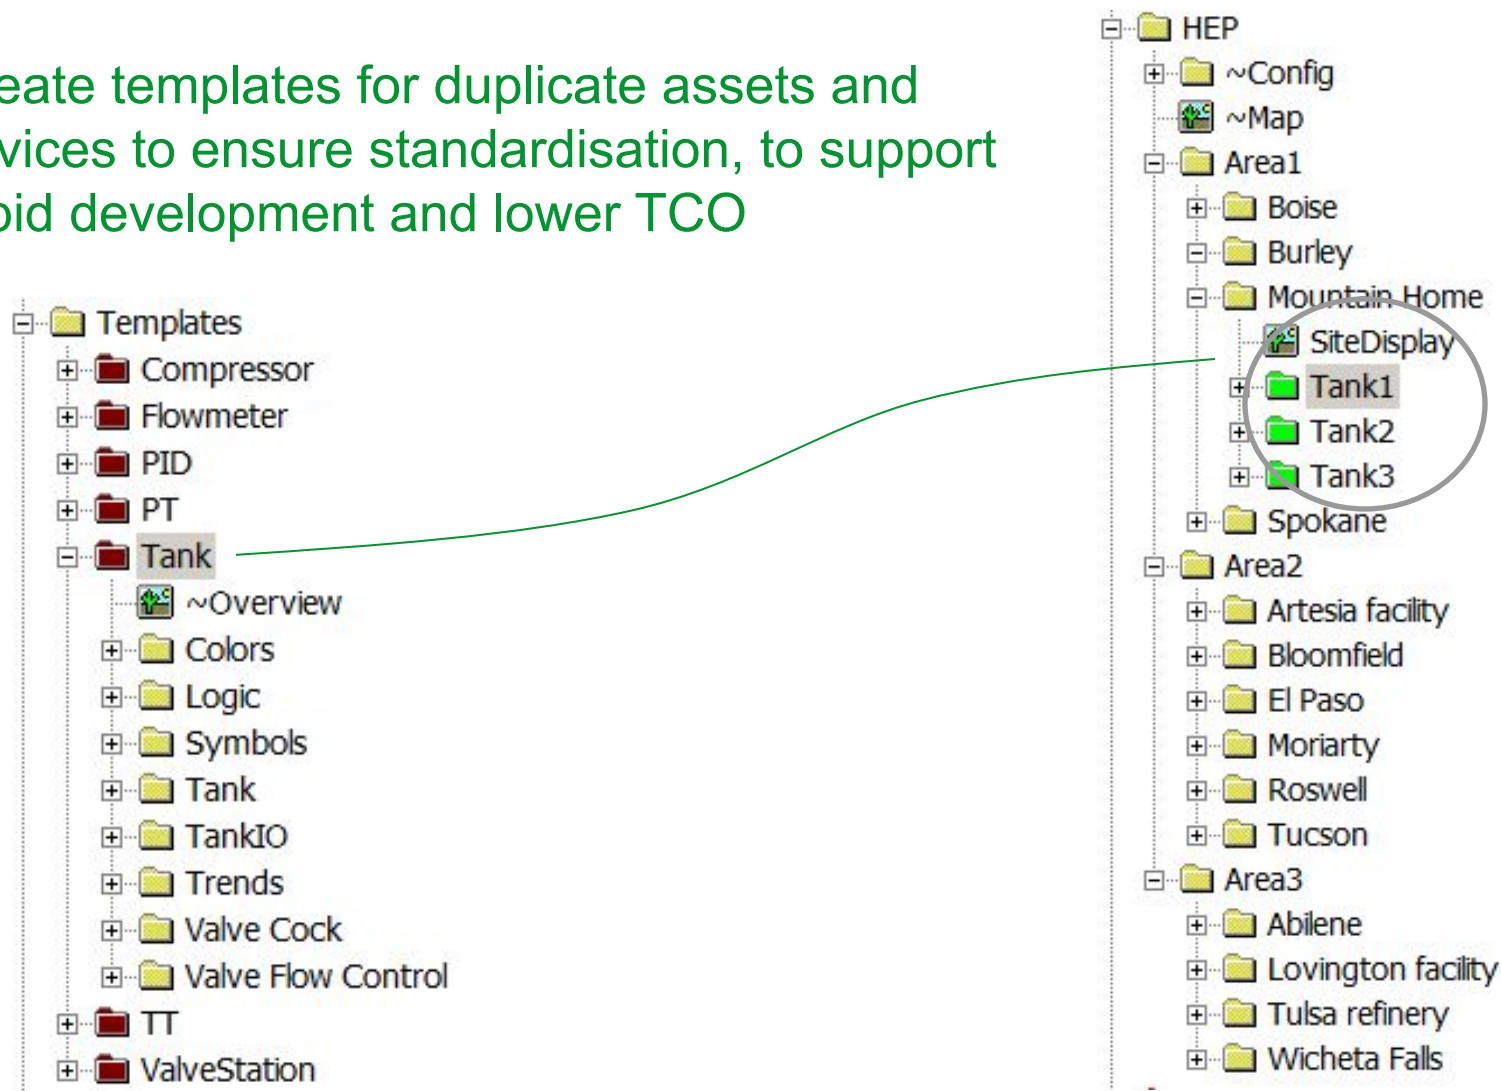 eate templates for duplicate assets and
vices to ensure standardisation, to support
pid development and lower TCO
Templates
Compressor
Flowmeter
PID
PT
Tank
~Overview
Colors
Logic
Symbols
Tank
TankIO
Trends
Valve Cock
Valve Flow Control
TT
ValveStation
HEP
~Config
~Map
Area1
Boise
Burley
Mountain Home
SiteDisplay
Tank1
Tank2
Tank3
Spokane
Area2
Artesia facility
Bloomfield
El Paso
Moriarty
Roswell
Tucson
Area3
Abilene
Lovington facility
Tulsa refinery
Wicheta Falls